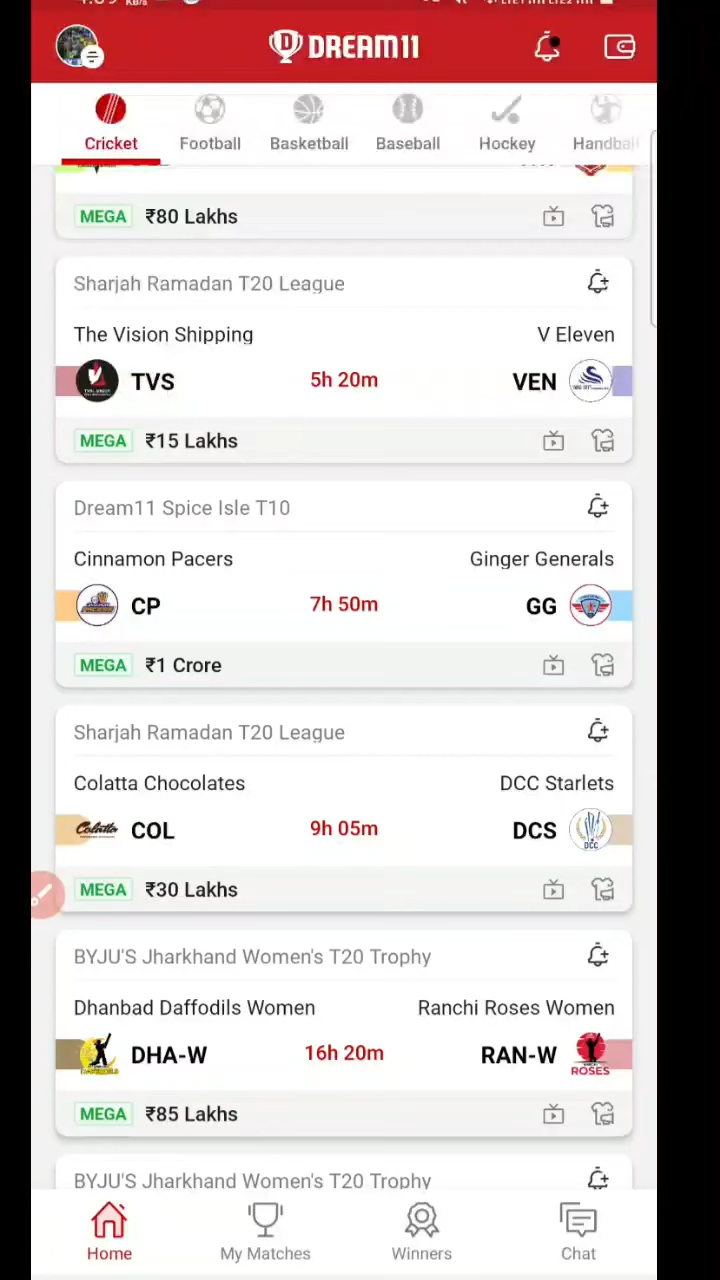 DREAM11
Cricket Football Basketball Baseball Hockey Handball
MEGA ₹80 Lakhs
Sharjah Ramadan T20 League
The Vision Shipping V Eleven
TVS 5h 20m VEN
MEGA ₹15 Lakhs
Dream11 Spice Isle T10
Cinnamon Pacers Ginger Generals
CP 7h 50m GG
MEGA ₹1 Crore
Sharjah Ramadan T20 League
Colatta Chocolates DCC Starlets
Colatta COL 9h 05m DCS DCC
MEGA ₹30 Lakhs
BYJU'S Jharkhand Women's T20 Trophy
Dhanbad Daffodils Women Ranchi Roses Women
DHA-W 16h 20m RAN-W ROSES
MEGA ₹85 Lakhs
BYJU'S Jharkhand Women's T20 Trophy
Home My Matches Winners Chat